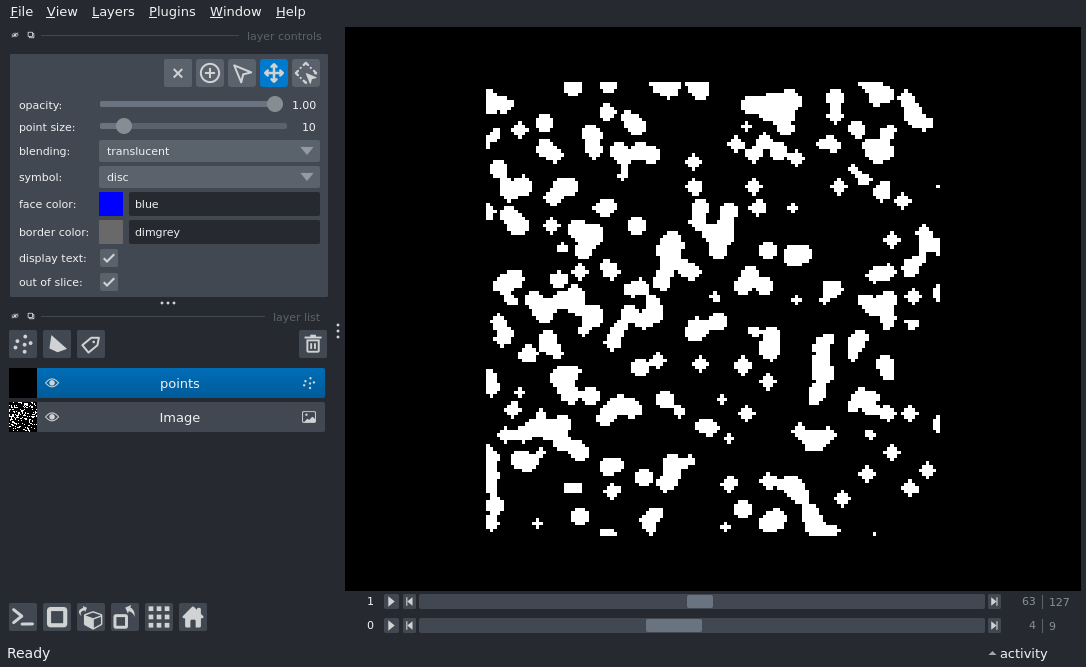 File View Layers Plugins Window Help
layer controls
opacity: 1.00
point size: 10
blending: translucent
symbol: disc
face color: blue
border color: dimgrey
display text:
out of slice:
layer list
points
Image
1 63 127
0 4 9
Ready activity